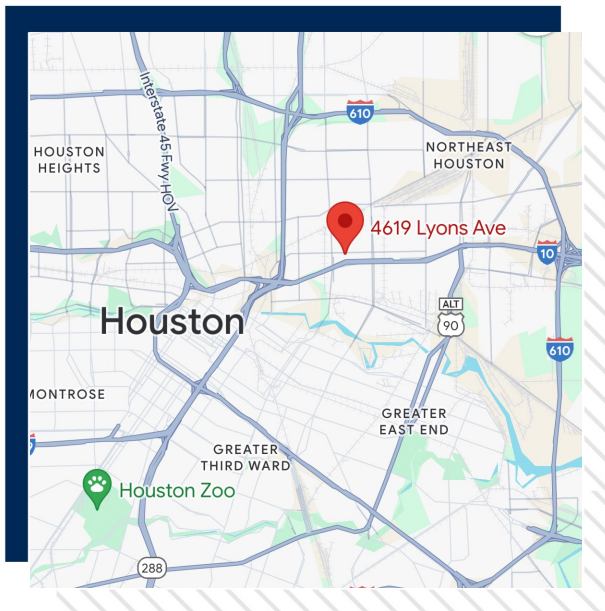 Interstate 45 Fwy HOV
610
HOUSTON
HEIGHTS
NORTHEAST
HOUSTON
4619 Lyons Ave
10
Houston
ALT
90
610
MONTROSE
GREATER
EAST END
GREATER
THIRD WARD
Houston Zoo
288